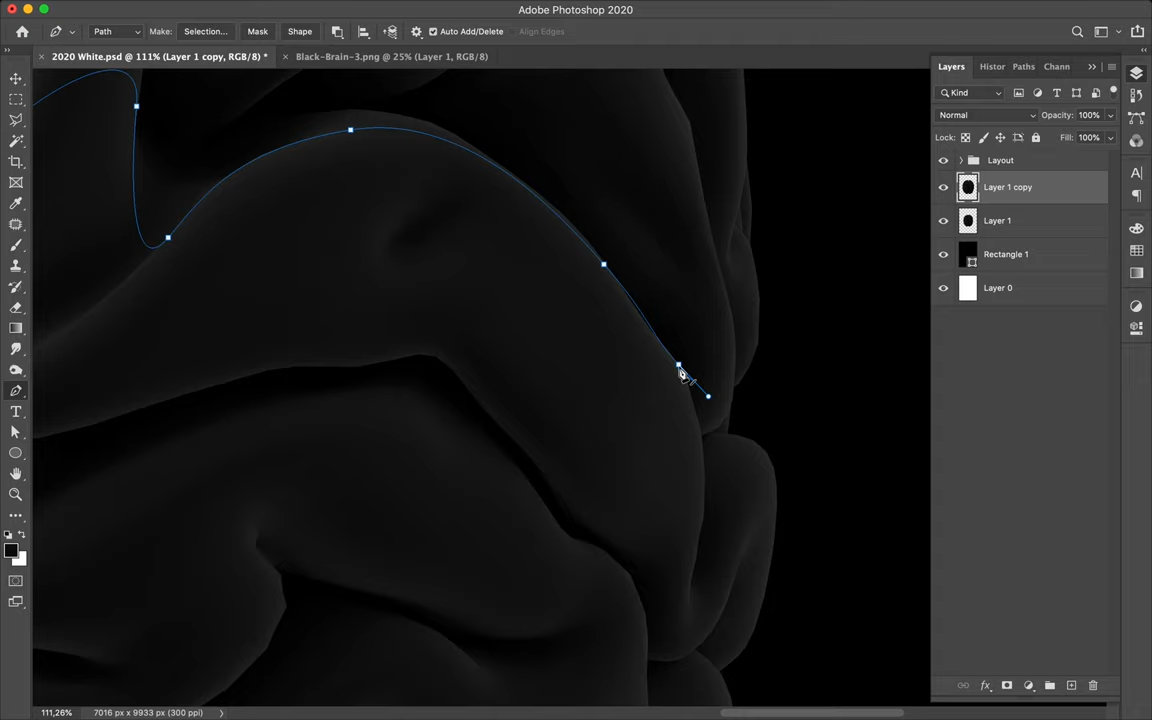 Adobe Photoshop 2020
Path Make: Selection... Mask Shape Auto Add/Delete Align Edges
2020 White.psd @ 111% (Layer 1 copy, RGB/8) * Black-Brain-3.png @ 25% (Layer 1, RGB/8)
Layers Histor Paths Chann
Kind T
Normal Opacity: 100%
Lock: Fill: 100%
Layout
Layer 1 copy
Layer 1
Rectangle 1
Layer 0
T
A
fx
111,26% 7016 px x 9933 px (300 ppi)